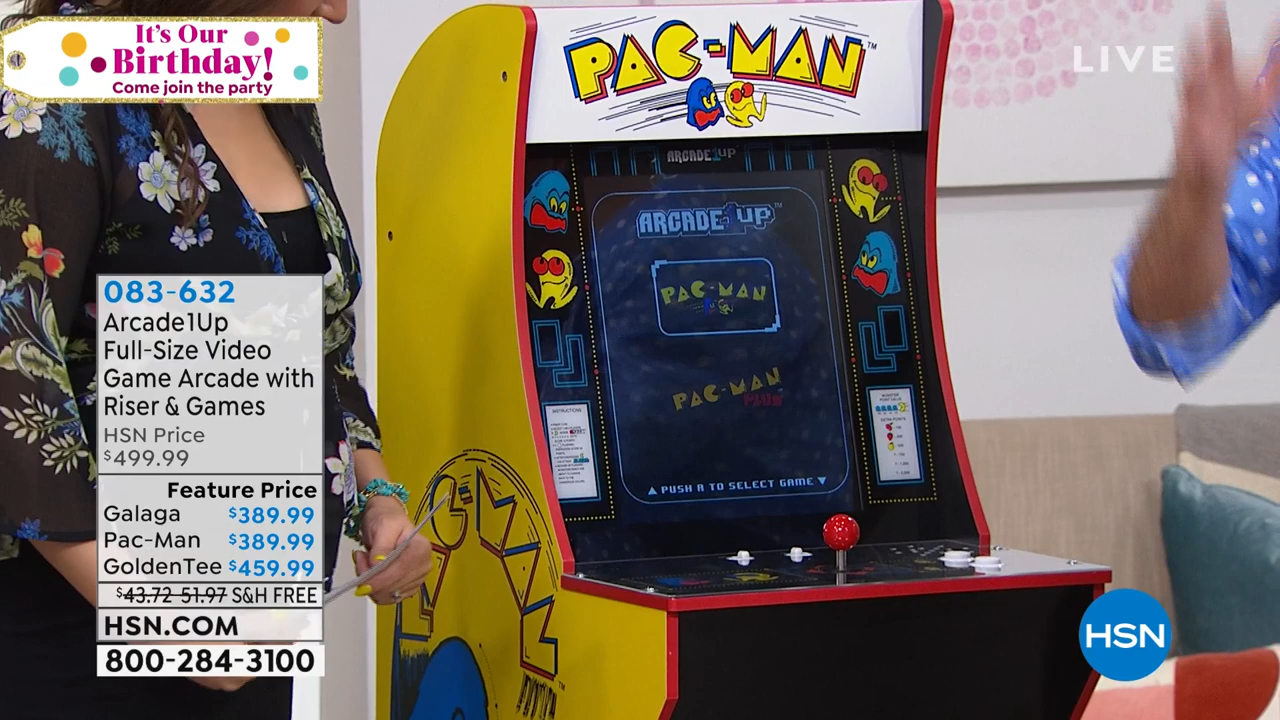 It's Our
Birthday!
Come join the party
LIVE
PAC-MAN™
ARCADE1UP
ARCADE1UP™
PAC-MAN
PAC-MAN
PLUS
INSTRUCTIONS
▲ PUSH A TO SELECT GAME ▼
083-632
Arcade1Up
Full-Size Video
Game Arcade with
Riser & Games
HSN Price
$499.99
Feature Price
Galaga $389.99
Pac-Man $389.99
GoldenTee $459.99
$43.72-51.97 S&H FREE
HSN.COM
800-284-3100
HSN